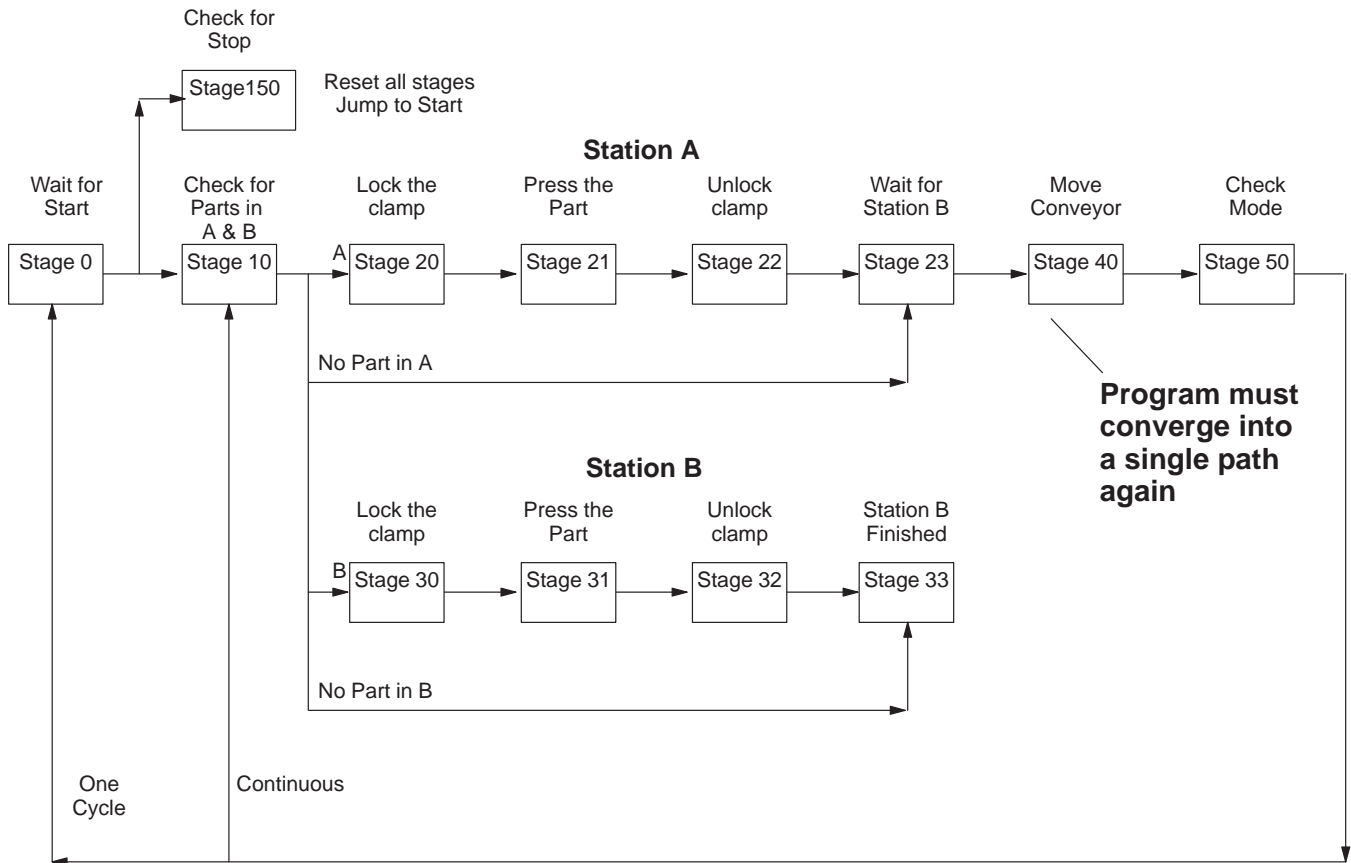 Check for
Stop
Stage150
Reset all stages
Jump to Start
Station A
Wait for
Start
Check for
Parts in
A & B
Lock the
clamp
Press the
Part
Unlock
clamp
Wait for
Station B
Move
Conveyor
Check
Mode
Stage 0
Stage 10
A
Stage 20
Stage 21
Stage 22
Stage 23
Stage 40
Stage 50
No Part in A
Program must
converge into
a single path
again
Station B
Lock the
clamp
Press the
Part
Unlock
clamp
Station B
Finished
B
Stage 30
Stage 31
Stage 32
Stage 33
No Part in B
One
Cycle
Continuous